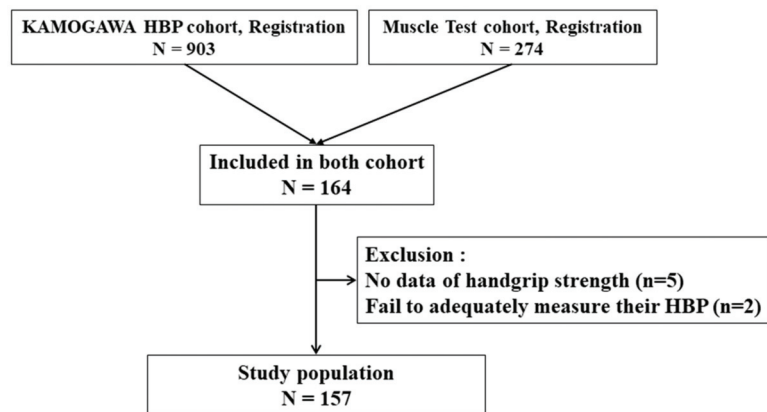 KAMOGAWA HBP cohort, Registration
N = 903
Muscle Test cohort, Registration
N = 274
Included in both cohort
N = 164
Exclusion :
No data of handgrip strength (n=5)
Fail to adequately measure their HBP (n=2)
Study population
N = 157